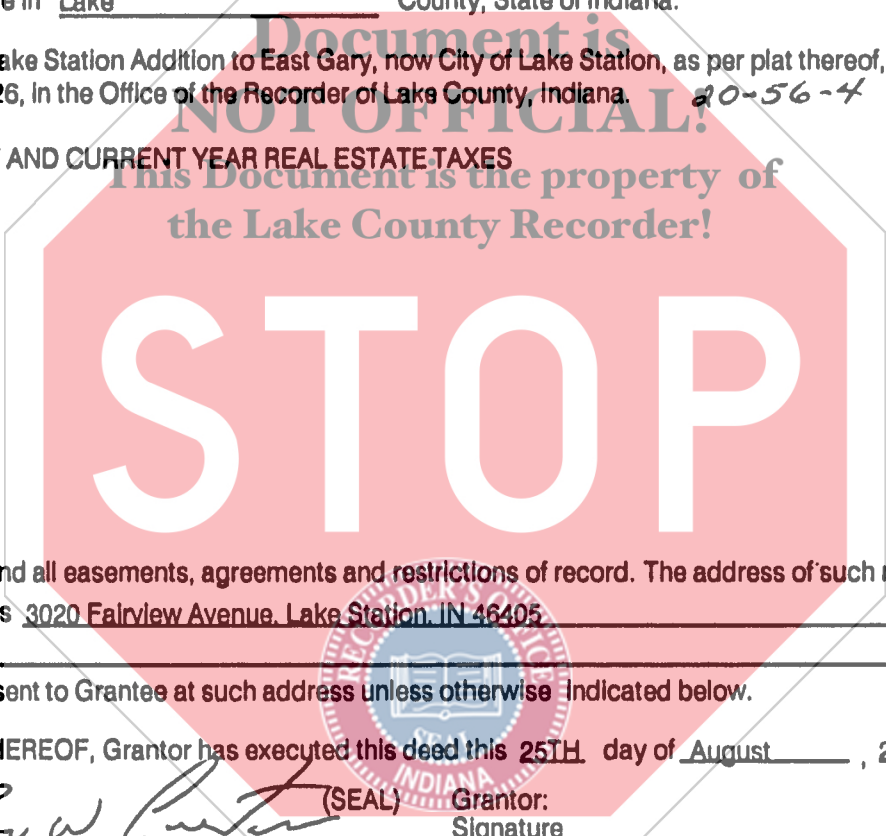 e in Lake County, State of Indiana.
Document is
ake Station Addition to East Gary, now City of Lake Station, as per plat thereof,
26, in the Office of the Recorder of Lake County, Indiana. 20-56-4
NOT OFFICIAL!
AND CURRENT YEAR REAL ESTATE TAXES
This Document is the property of
the Lake County Recorder!
STOP
nd all easements, agreements and restrictions of record. The address of such
s 3020 Fairview Avenue, Lake Station, IN 46405
RECORDER'S OFFICE
sent to Grantee at such address unless otherwise indicated below.
SEAL
EREOF, Grantor has executed this deed this 25TH day of August , 2
INDIANA
(SEAL) Grantor:
Signature